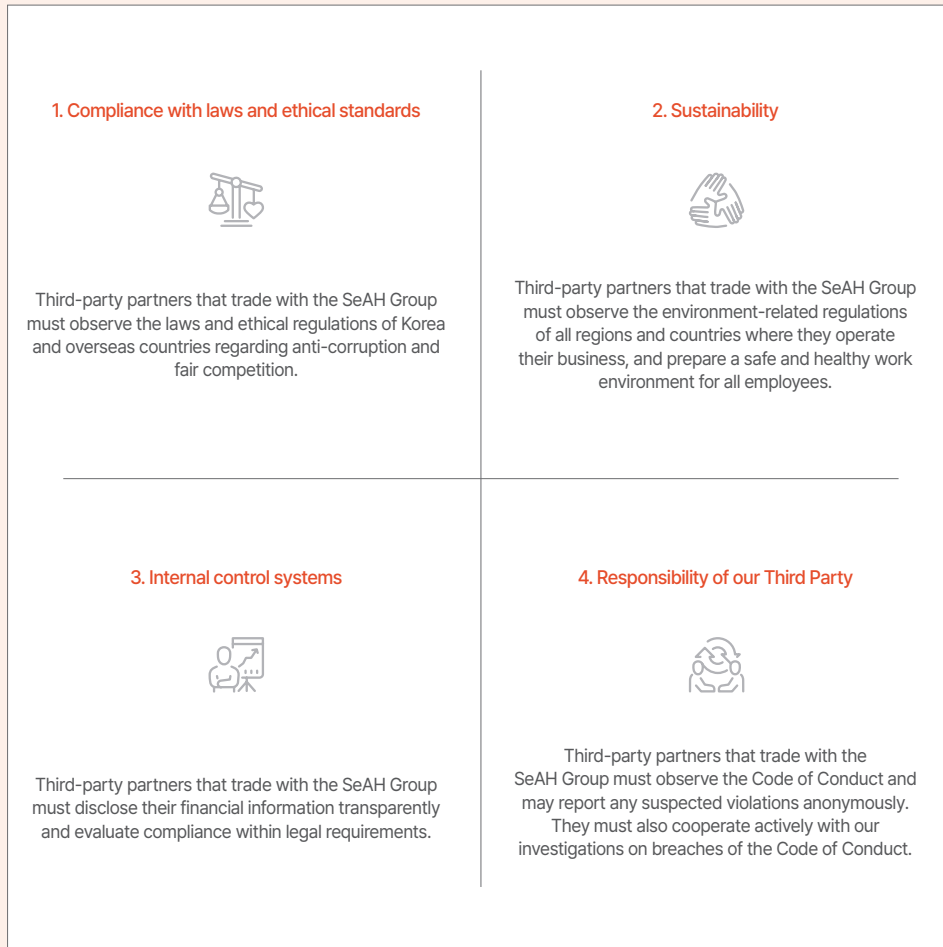 1. Compliance with laws and ethical standards
Third-party partners that trade with the SeAH Group
must observe the laws and ethical regulations of Korea
and overseas countries regarding anti-corruption and
fair competition.
2. Sustainability
Third-party partners that trade with the SeAH Group
must observe the environment-related regulations
of all regions and countries where they operate
their business, and prepare a safe and healthy work
environment for all employees.
3. Internal control systems
Third-party partners that trade with the SeAH Group
must disclose their financial information transparently
and evaluate compliance within legal requirements.
4. Responsibility of our Third Party
Third-party partners that trade with the
SeAH Group must observe the Code of Conduct and
may report any suspected violations anonymously.
They must also cooperate actively with our
investigations on breaches of the Code of Conduct.